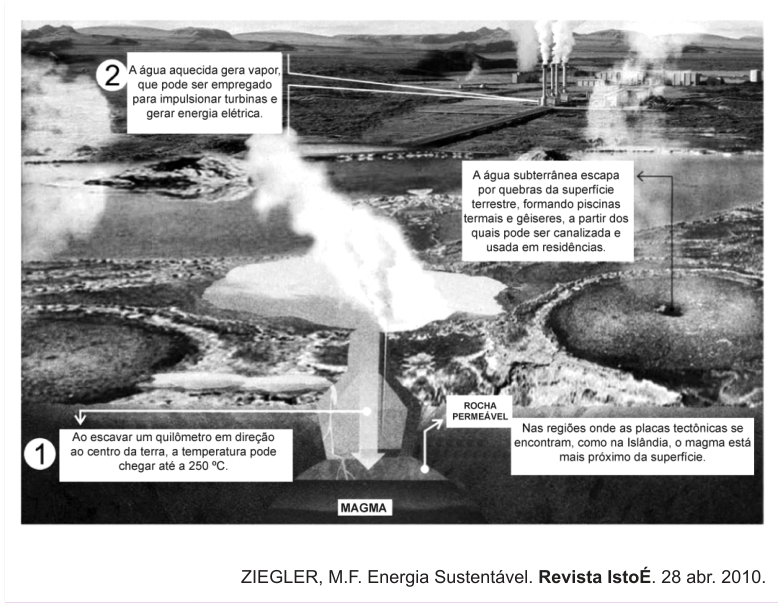 2
A água aquecida gera vapor,
que pode ser empregado
para impulsionar turbinas e
gerar energia elétrica.
A água subterrânea escapa
por quebras da superfície
terrestre, formando piscinas
termais e gêiseres, a partir dos
quais pode ser canalizada e
usada em residências.
1
Ao escavar um quilômetro em direção
ao centro da terra, a temperatura pode
chegar até a 250 ºC.
ROCHA
PERMEÁVEL
Nas regiões onde as placas tectônicas se
encontram, como na Islândia, o magma está
mais próximo da superfície.
MAGMA
ZIEGLER, M.F. Energia Sustentável. Revista IstoÉ. 28 abr. 2010.